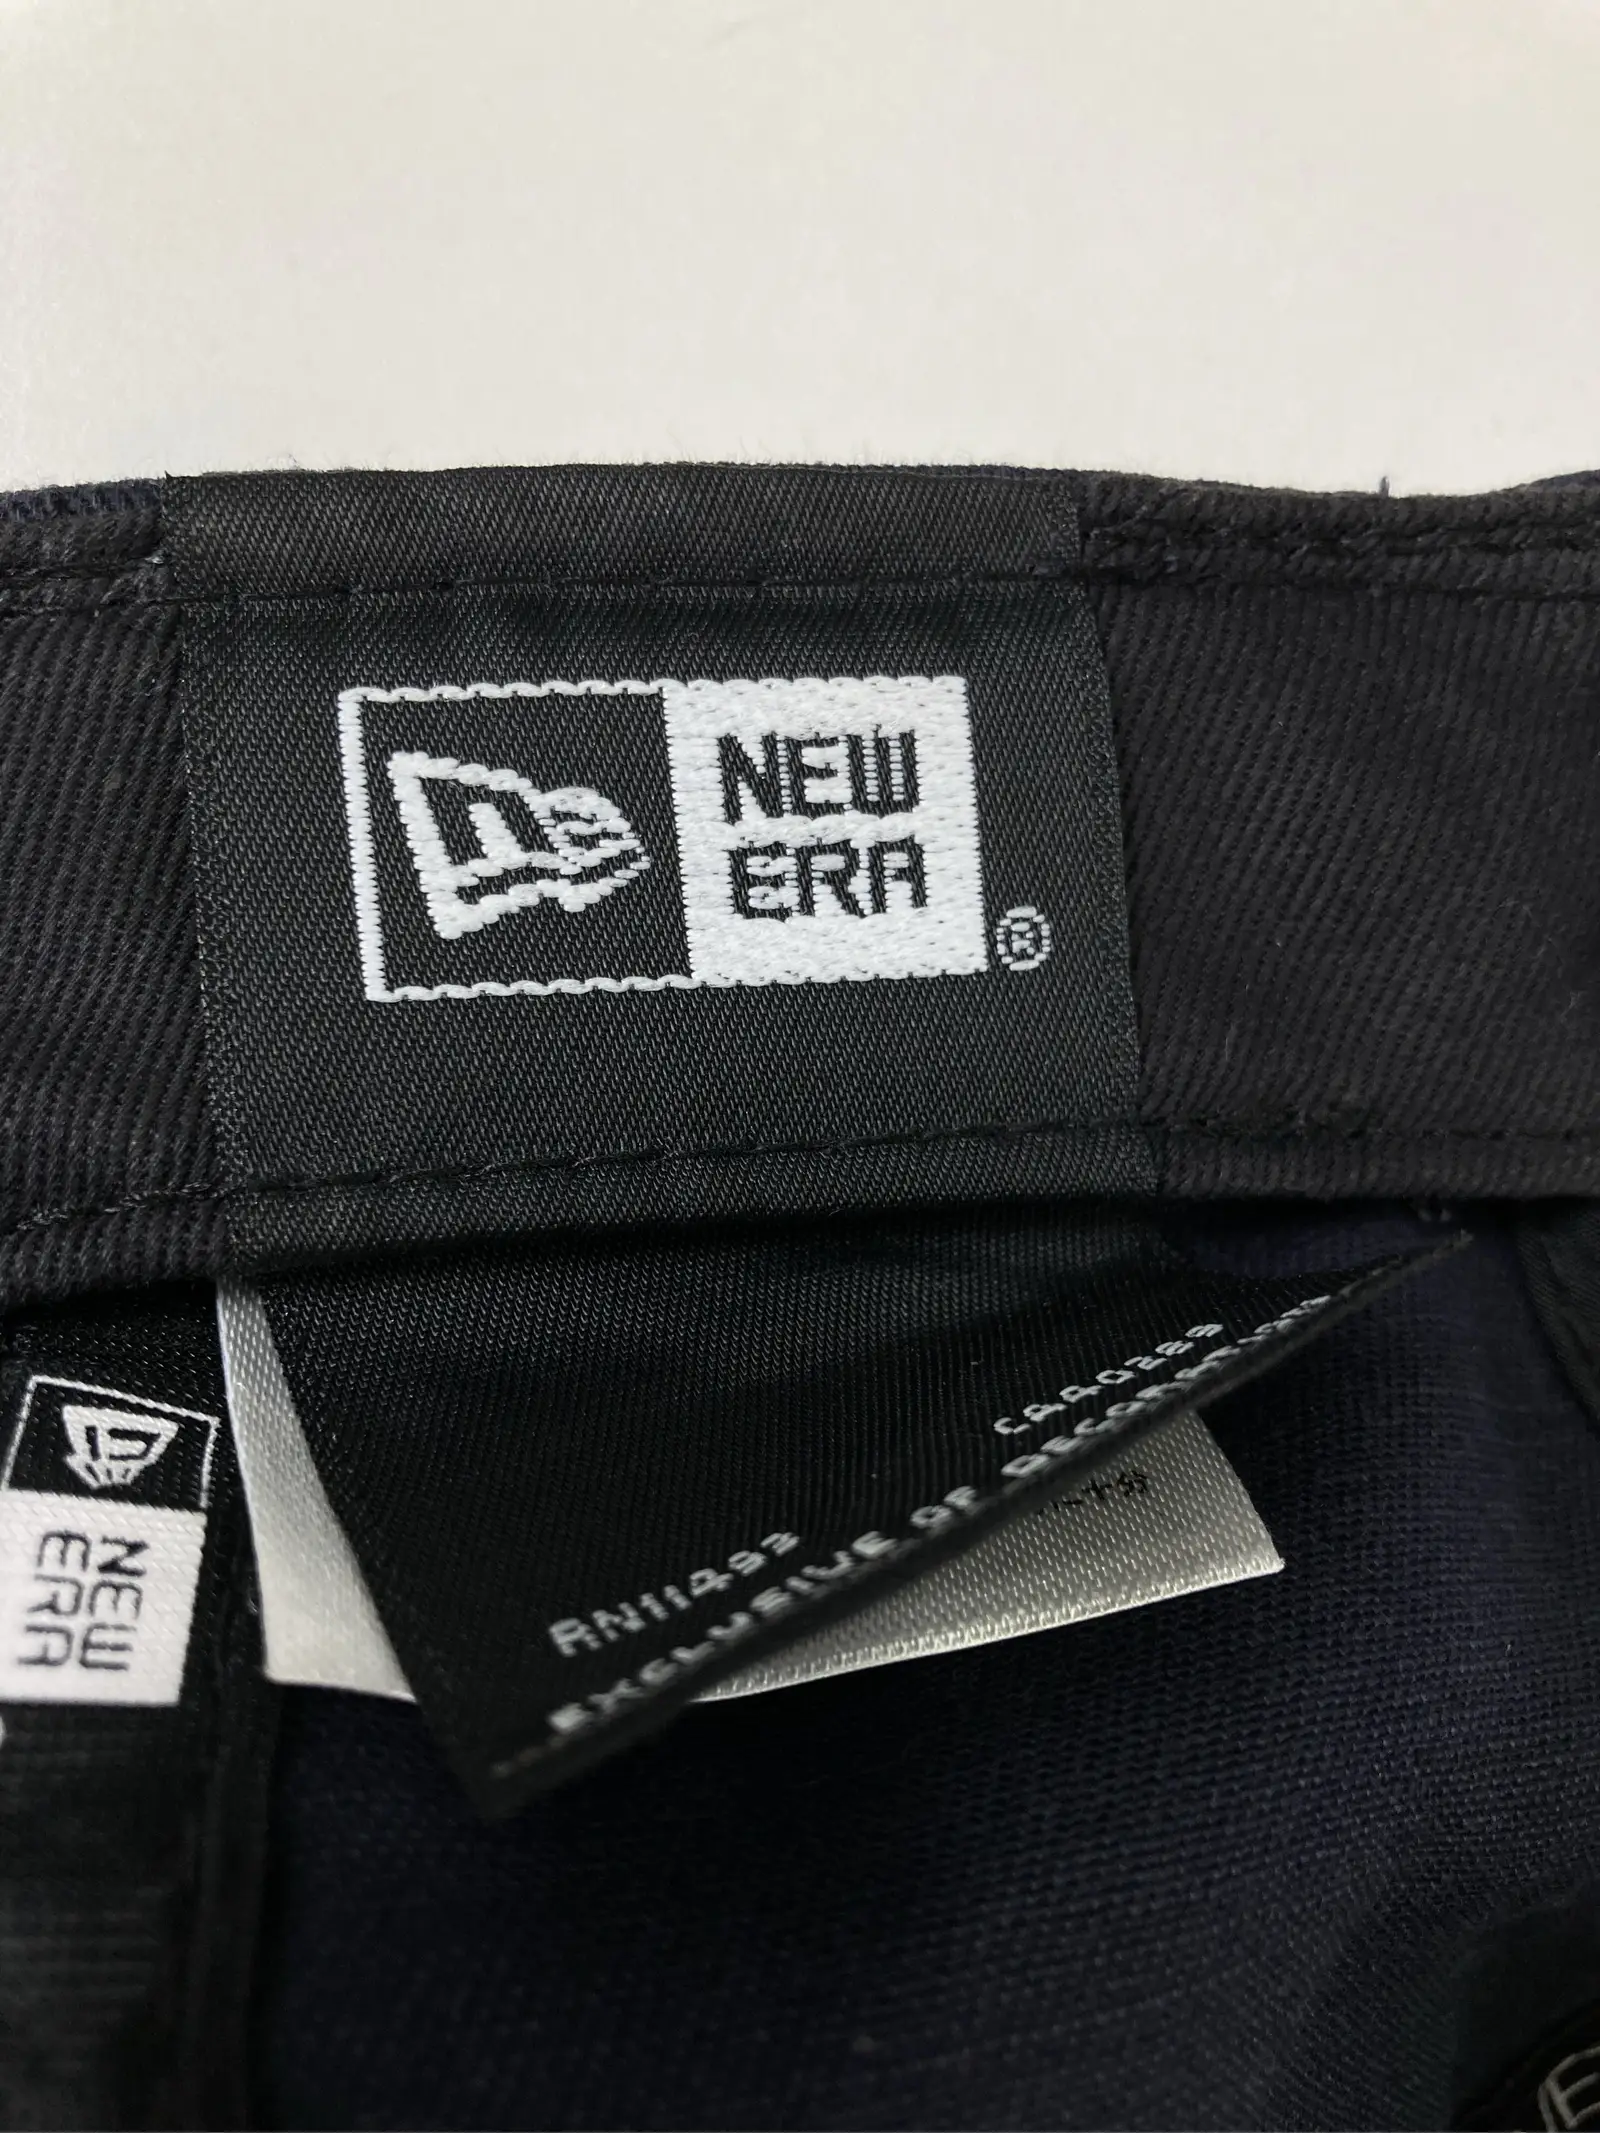 NEW
ERA
®
RN11493 CA40289
EXCLUSIVE OF DECORATION
NEW
ERA